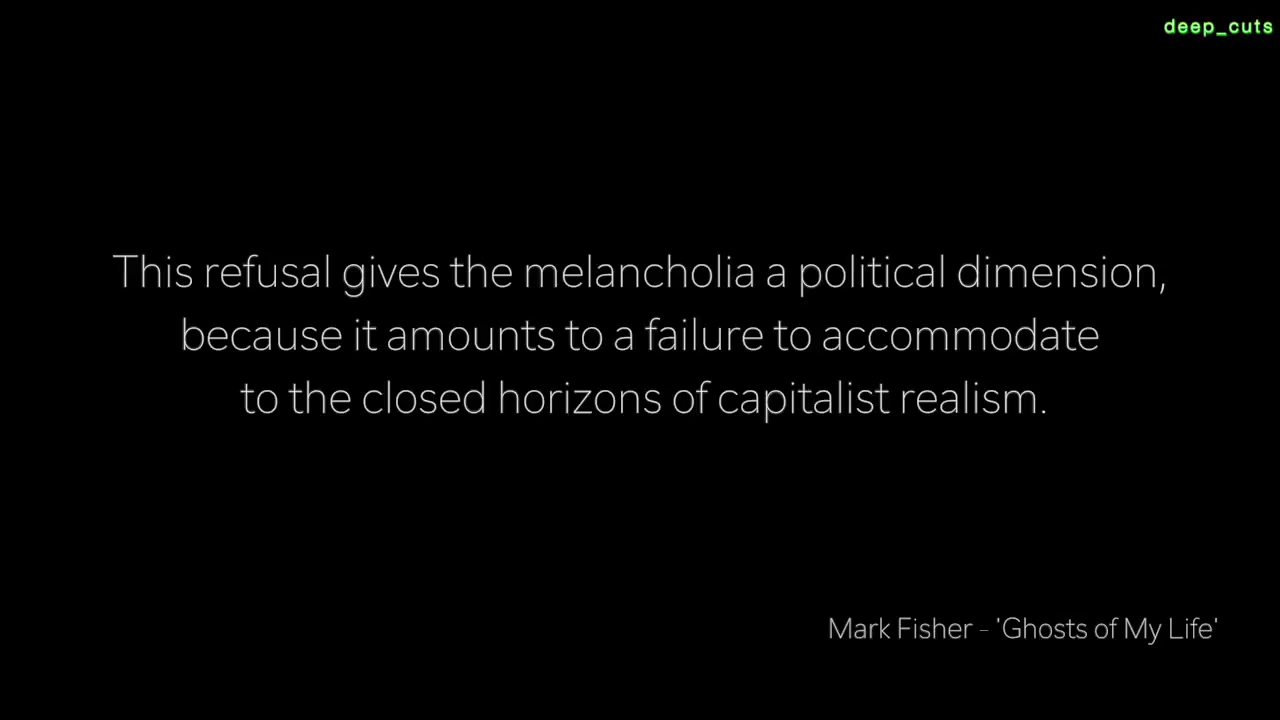 deep_cuts
This refusal gives the melancholia a political dimension,
because it amounts to a failure to accommodate
to the closed horizons of capitalist realism.
Mark Fisher - 'Ghosts of My Life'